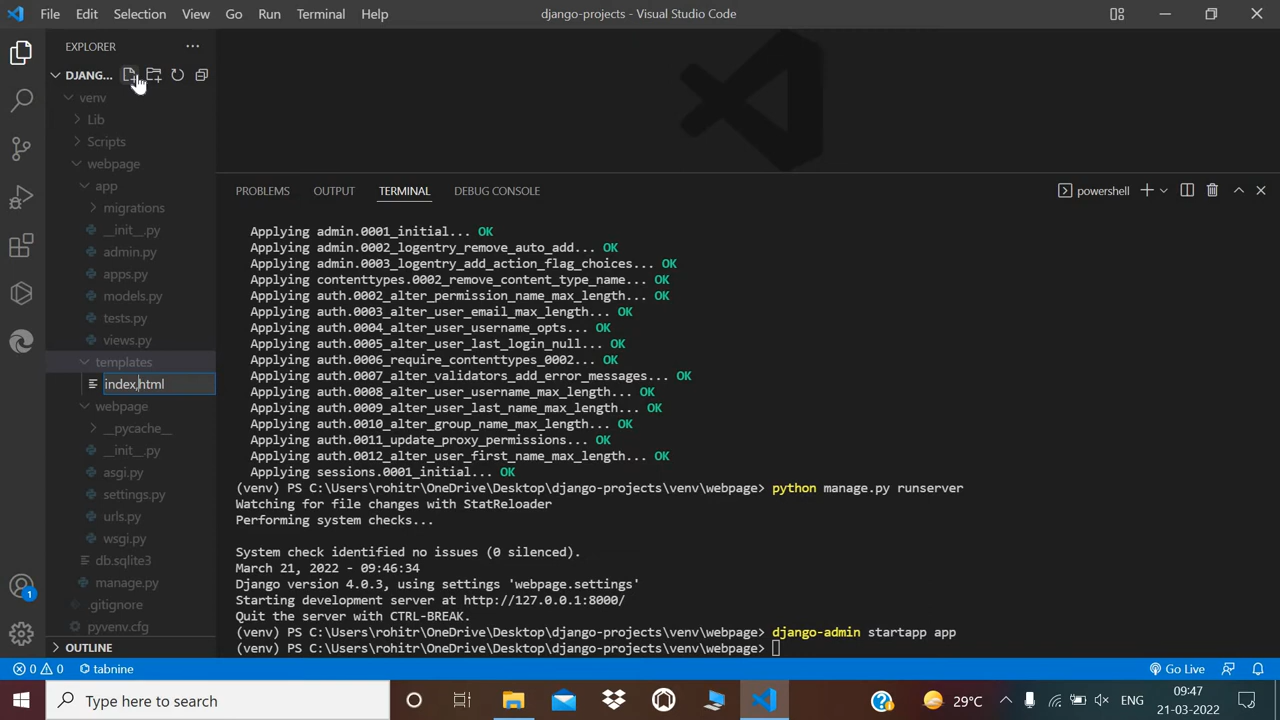 File Edit Selection View Go Run Terminal Help
django-projects - Visual Studio Code
EXPLORER
DJANG...
venv
Lib
Scripts
webpage
app
migrations
__init__.py
admin.py
apps.py
models.py
tests.py
views.py
templates
index.html
webpage
__pycache__
__init__.py
asgi.py
settings.py
urls.py
wsgi.py
db.sqlite3
manage.py
.gitignore
pyvenv.cfg
OUTLINE
PROBLEMS OUTPUT TERMINAL DEBUG CONSOLE
powershell
Applying admin.0001_initial... OK
Applying admin.0002_logentry_remove_auto_add... OK
Applying admin.0003_logentry_add_action_flag_choices... OK
Applying contenttypes.0002_remove_content_type_name... OK
Applying auth.0002_alter_permission_name_max_length... OK
Applying auth.0003_alter_user_email_max_length... OK
Applying auth.0004_alter_user_username_opts... OK
Applying auth.0005_alter_user_last_login_null... OK
Applying auth.0006_require_contenttypes_0002... OK
Applying auth.0007_alter_validators_add_error_messages... OK
Applying auth.0008_alter_user_username_max_length... OK
Applying auth.0009_alter_user_last_name_max_length... OK
Applying auth.0010_alter_group_name_max_length... OK
Applying auth.0011_update_proxy_permissions... OK
Applying auth.0012_alter_user_first_name_max_length... OK
Applying sessions.0001_initial... OK
(venv) PS C:\Users\rohitr\OneDrive\Desktop\django-projects\venv\webpage> python manage.py runserver
Watching for file changes with StatReloader
Performing system checks...
System check identified no issues (0 silenced).
March 21, 2022 - 09:46:34
Django version 4.0.3, using settings 'webpage.settings'
Starting development server at http://127.0.0.1:8000/
Quit the server with CTRL-BREAK.
(venv) PS C:\Users\rohitr\OneDrive\Desktop\django-projects\venv\webpage> django-admin startapp app
(venv) PS C:\Users\rohitr\OneDrive\Desktop\django-projects\venv\webpage>
0 0 tabnine
Go Live
1
Type here to search
29°C
ENG
09:47
21-03-2022